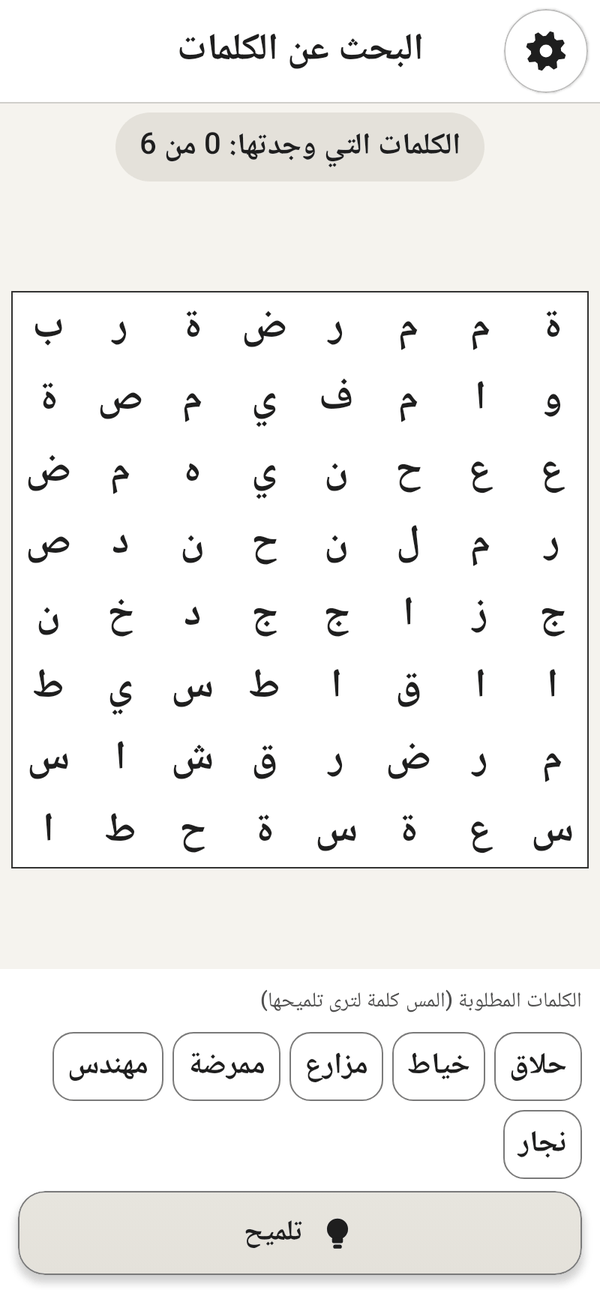 البحث عن الكلمات
الكلمات التي وجدتها: 0 من 6
ة م م ر ض ة ر ب
و ا م ف ي م ص ة
ع ع ح ن ي ه م ض
ر م ل ن ح ن د ص
ج ز ا ج ج د خ ن
ا ا ق ا ط س ي ط
م ر ض ر ق ش ا س
س ع ة س ة ح ط ا
الكلمات المطلوبة (المس كلمة لترى تلميحها)
حلاق خياط مزارع ممرضة مهندس
نجار
تلميح